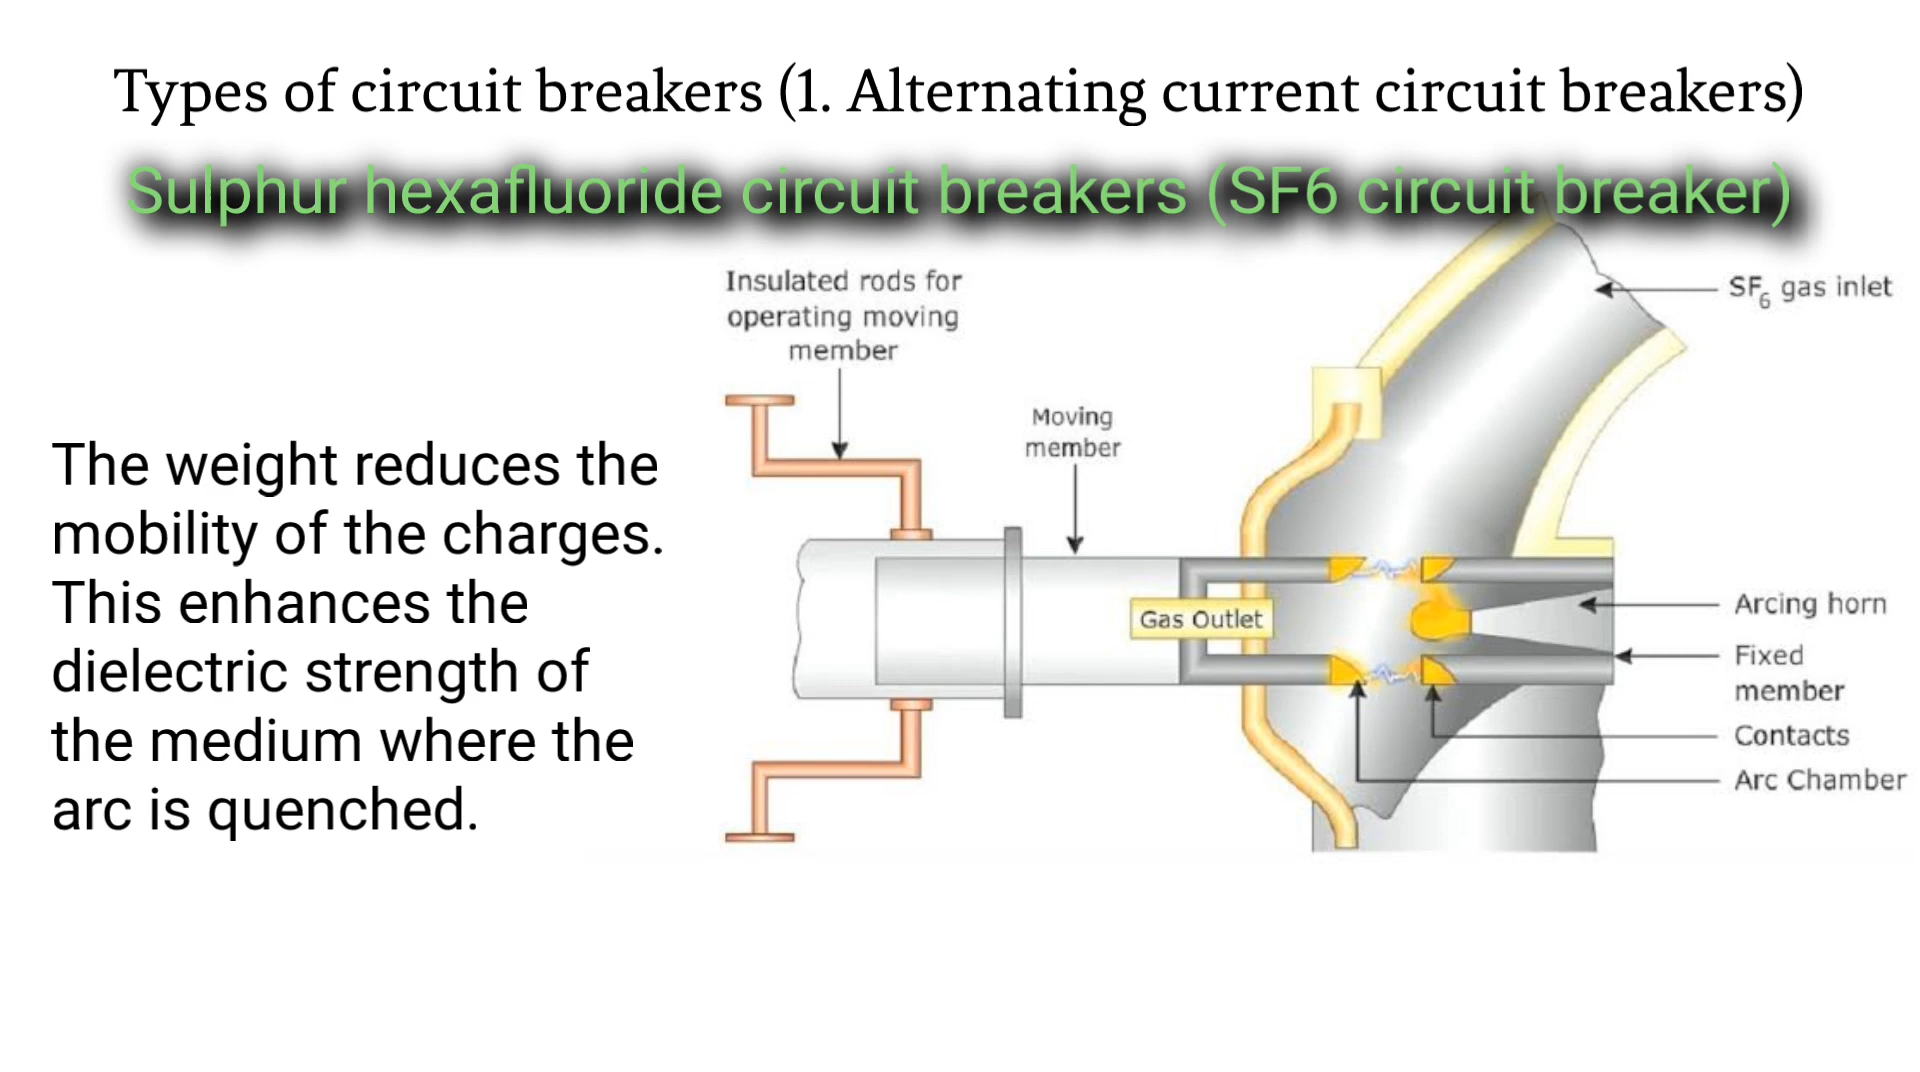 Types of circuit breakers (1. Alternating current circuit breakers)
Sulphur hexafluoride circuit breakers (SF6 circuit breaker)
Insulated rods for
operating moving
member
SF₆ gas inlet
Moving
member
The weight reduces the
mobility of the charges.
This enhances the
dielectric strength of
the medium where the
arc is quenched.
Gas Outlet
Arcing horn
Fixed
member
Contacts
Arc Chamber